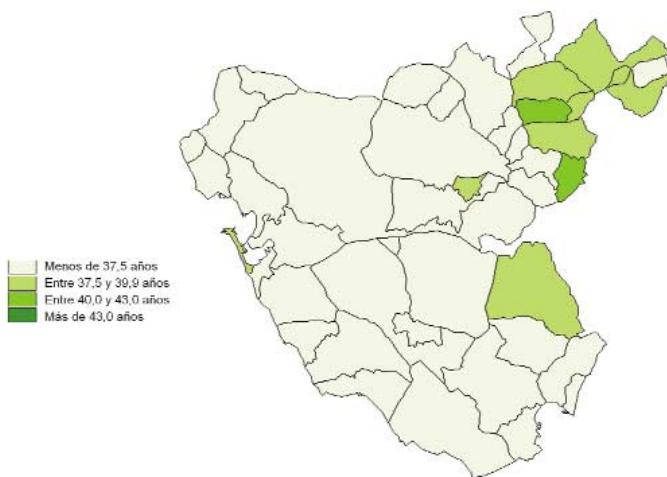 Menos de 37,5 años
Entre 37,5 y 39,9 años
Entre 40,0 y 43,0 años
Más de 43,0 años